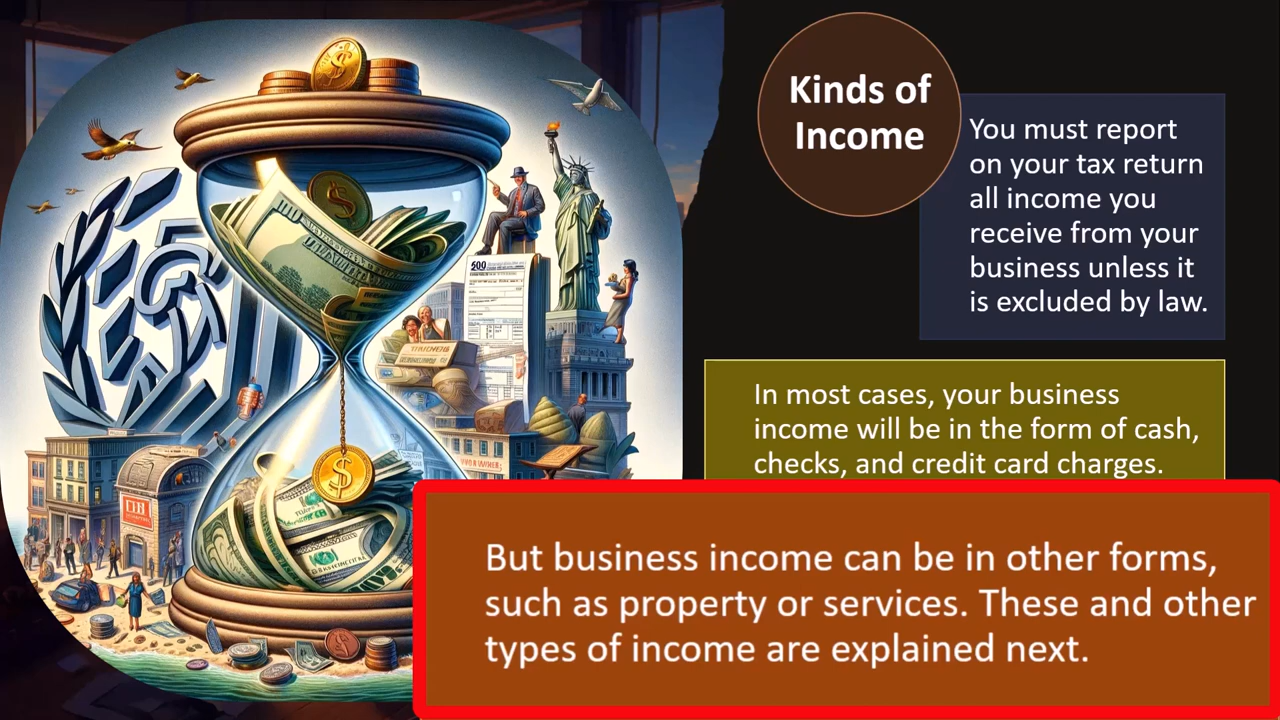 Kinds of
Income
You must report
on your tax return
all income you
receive from your
business unless it
is excluded by law.
In most cases, your business
income will be in the form of cash,
checks, and credit card charges.
But business income can be in other forms,
such as property or services. These and other
types of income are explained next.